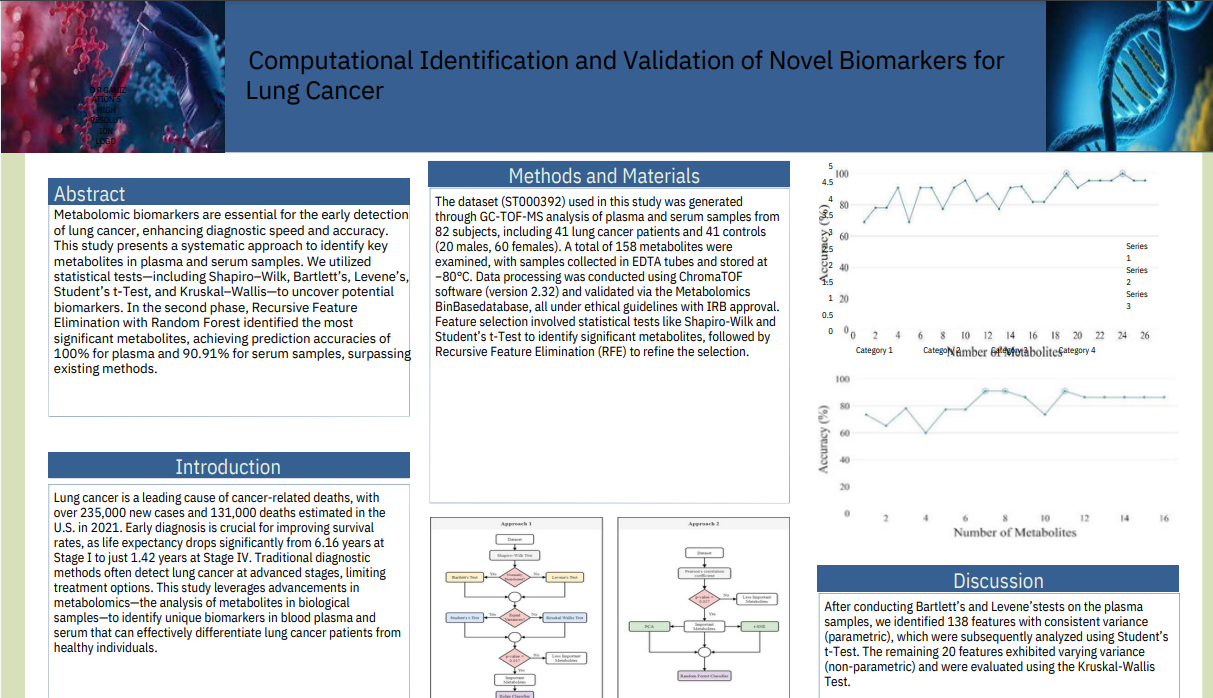 ORGANIZ
ATION'S
HIGH
RESOLUT
ION
LOGO
Computational Identification and Validation of Novel Biomarkers for
Lung Cancer
Abstract
Metabolomic biomarkers are essential for the early detection
of lung cancer, enhancing diagnostic speed and accuracy.
This study presents a systematic approach to identify key
metabolites in plasma and serum samples. We utilized
statistical tests—including Shapiro–Wilk, Bartlett’s, Levene’s,
Student’s t-Test, and Kruskal–Wallis—to uncover potential
biomarkers. In the second phase, Recursive Feature
Elimination with Random Forest identified the most
significant metabolites, achieving prediction accuracies of
100% for plasma and 90.91% for serum samples, surpassing
existing methods.
Introduction
Lung cancer is a leading cause of cancer-related deaths, with
over 235,000 new cases and 131,000 deaths estimated in the
U.S. in 2021. Early diagnosis is crucial for improving survival
rates, as life expectancy drops significantly from 6.16 years at
Stage I to just 1.42 years at Stage IV. Traditional diagnostic
methods often detect lung cancer at advanced stages, limiting
treatment options. This study leverages advancements in
metabolomics—the analysis of metabolites in biological
samples—to identify unique biomarkers in blood plasma and
serum that can effectively differentiate lung cancer patients from
healthy individuals.
Methods and Materials
The dataset (ST000392) used in this study was generated
through GC-TOF-MS analysis of plasma and serum samples from
82 subjects, including 41 lung cancer patients and 41 controls
(20 males, 60 females). A total of 158 metabolites were
examined, with samples collected in EDTA tubes and stored at
−80°C. Data processing was conducted using ChromaTOF
software (version 2.32) and validated via the Metabolomics
BinBasedatabase, all under ethical guidelines with IRB approval.
Feature selection involved statistical tests like Shapiro-Wilk and
Student’s t-Test to identify significant metabolites, followed by
Recursive Feature Elimination (RFE) to refine the selection.
Approach 1
Dataset
Shapiro-Wilk Test
Yes
No
Bartlett's Test
Normally Distributed?
Levene's Test
Yes
No
Student's t-Test
Equal Variances?
Kruskal Wallis Test
p-value < 0.01?
No
Less Important Metabolites
Yes
Important Metabolites
Approach 2
Dataset
Pearson's correlation coefficient
p-value < 0.01?
No
Less Important Metabolites
Yes
PCA
Important Metabolites
t-SNE
Random Forest Classifier
5
4.5
4
3.5
3
2.5
2
1.5
1
0.5
0
Accuracy (%)
100
80
60
40
20
0
0 2 4 6 8 10 12 14 16 18 20 22 24 26
Category 1 Category 2 Category 3 Category 4
Number of Metabolites
Series
1
Series
2
Series
3
Accuracy (%)
100
80
60
40
20
0
2 4 6 8 10 12 14 16
Number of Metabolites
Discussion
After conducting Bartlett’s and Levene’stests on the plasma
samples, we identified 138 features with consistent variance
(parametric), which were subsequently analyzed using Student’s
t-Test. The remaining 20 features exhibited varying variance
(non-parametric) and were evaluated using the Kruskal-Wallis
Test.